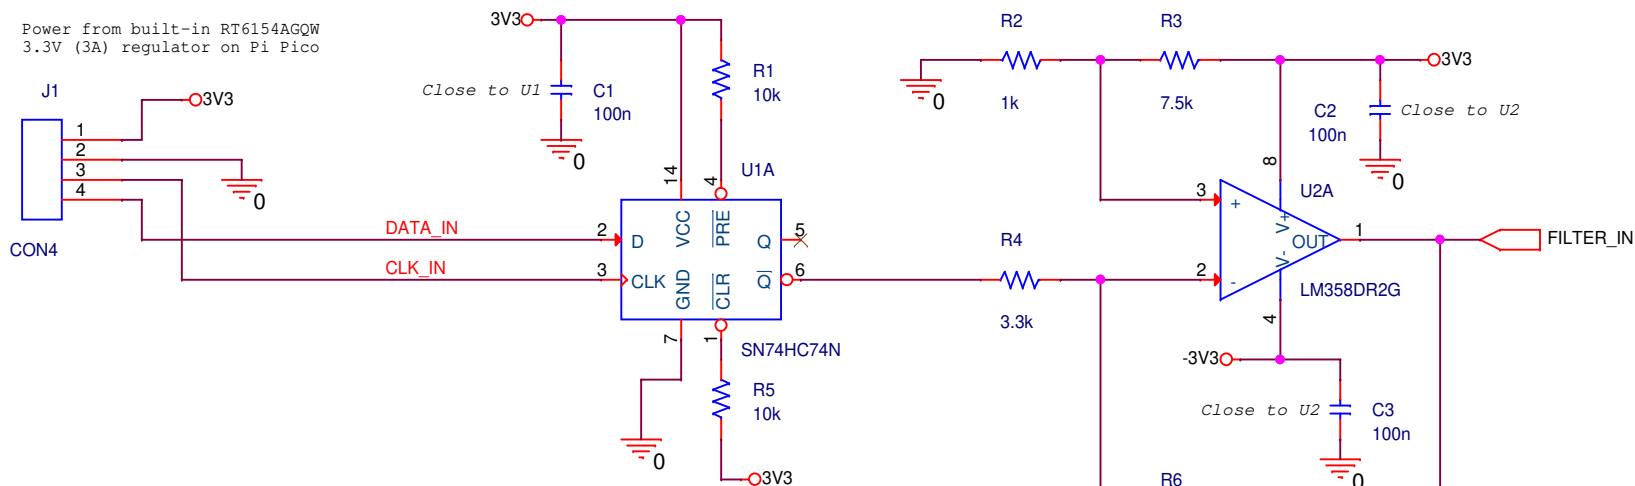 Power from built-in RT6154AGQW
3.3V (3A) regulator on Pi Pico
J1
3V3
1
2
3
4
0
CON4
DATA_IN
CLK_IN
3V3
Close to U1
C1
100n
0
R1
10k
U1A
14
4
2
D
VCC
PRE
Q
5
3
CLK
GND
CLR
Q
6
7
1
SN74HC74N
0
R5
10k
3V3
R2
1k
0
R3
7.5k
3V3
C2
100n
Close to U2
0
8
U2A
3
+
V+
OUT
1
V-
2
-
LM358DR2G
4
R4
3.3k
-3V3
Close to U2
C3
100n
0
R6
FILTER_IN